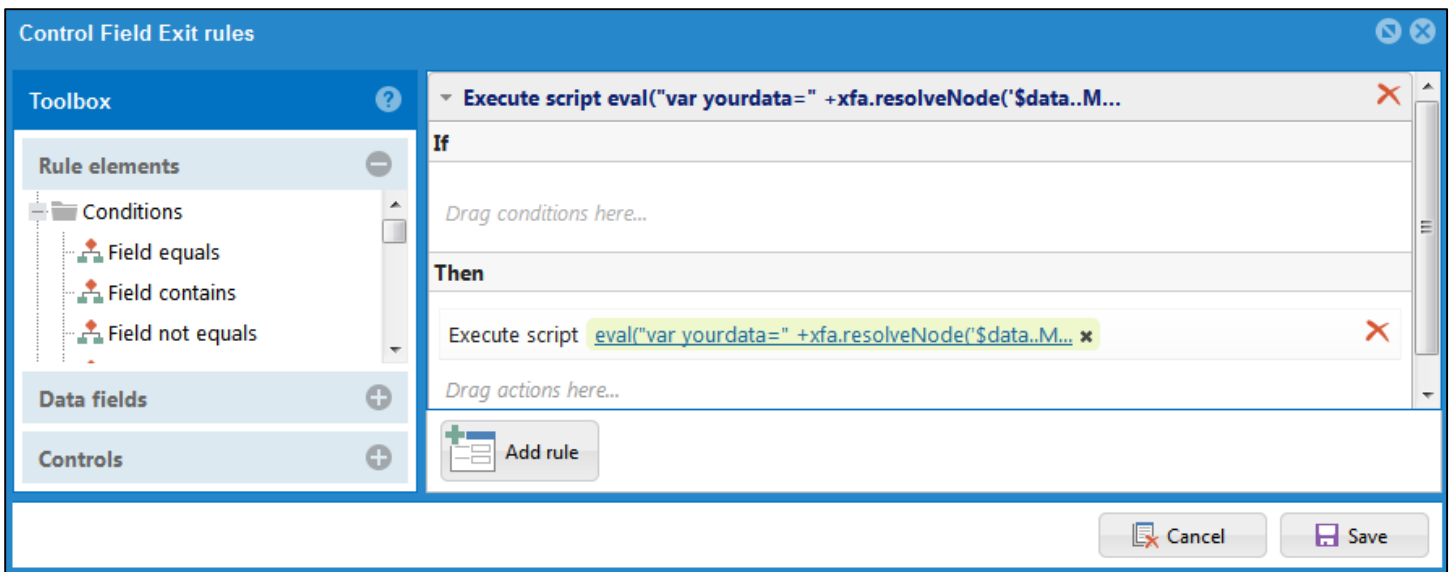 Control Field Exit rules
Toolbox
Rule elements
Conditions
Field equals
Field contains
Field not equals
Data fields
Controls
Execute script eval("var yourdata=" +xfa.resolveNode('$data..M...
If
Drag conditions here...
Then
Execute script eval("var yourdata=" +xfa.resolveNode('$data..M...
Drag actions here...
Add rule
Cancel
Save